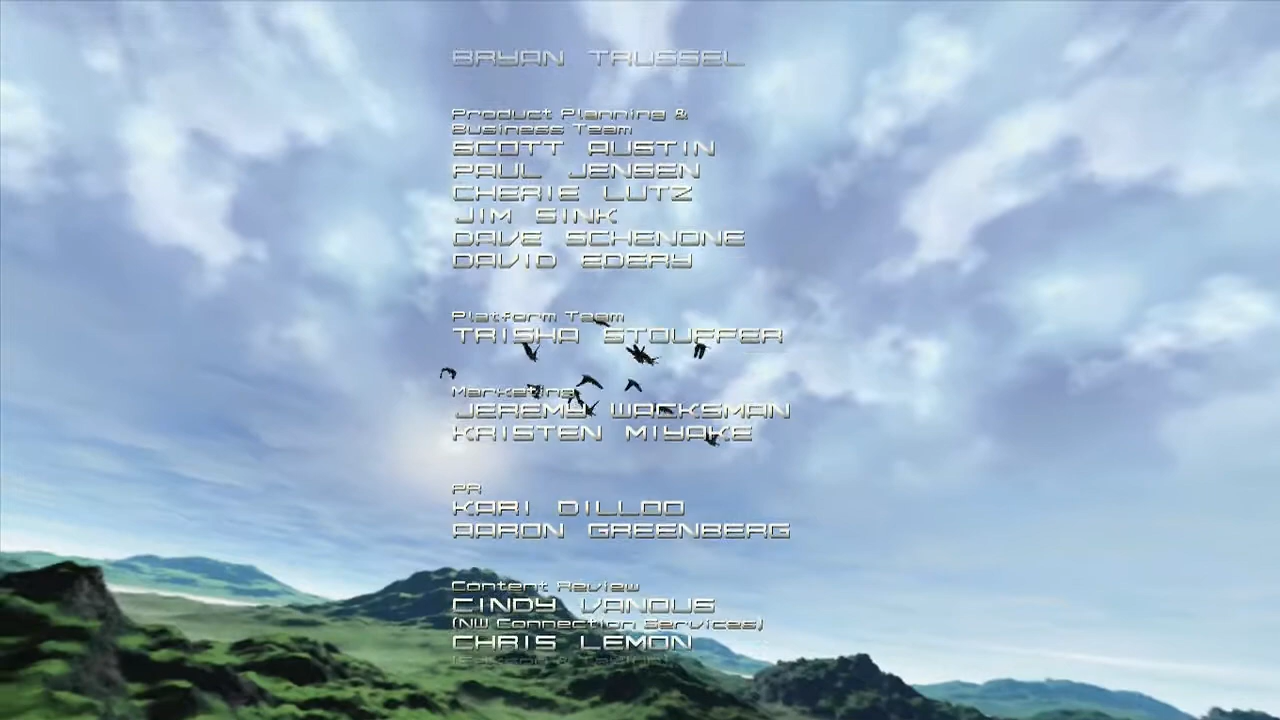 BRYAN TRUSSEL
Product Planning &
Business Team
SCOTT AUSTIN
PAUL JENSEN
CHERIE LUTZ
JIM SINK
DAVE SCHENONE
DAVID EDERY
Platform Team
TRISHA STOUFFER
Marketing
JEREMY WACKSMAN
KRISTEN MIYAKE
PR
KARI DILLOO
AARON GREENBERG
Content Review
CINDY VANOUS
(NW Connection Services)
CHRIS LEMON